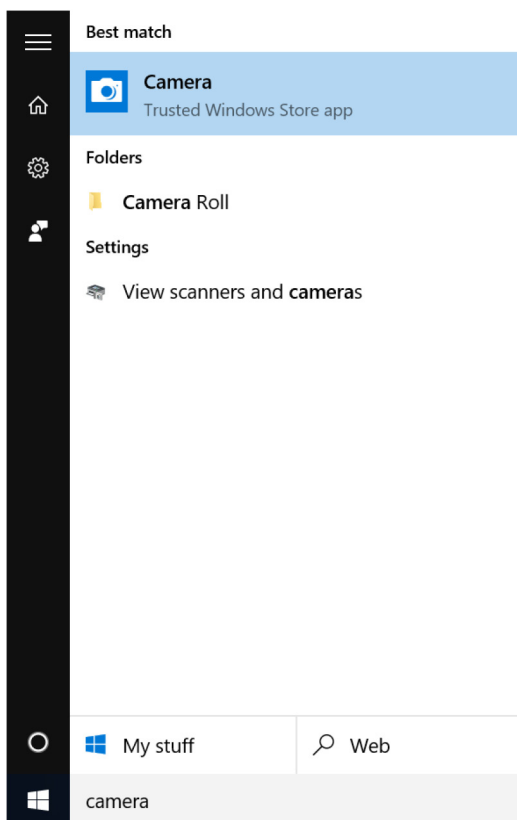 Best match
Camera
Trusted Windows Store app
Folders
Camera Roll
Settings
View scanners and cameras
My stuff
Web
camera